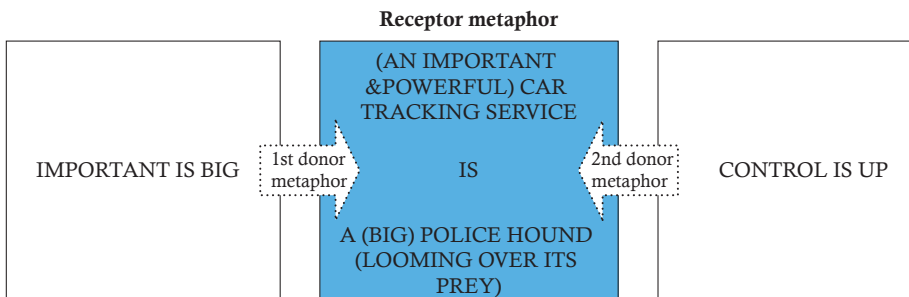 Receptor metaphor
(AN IMPORTANT
&POWERFUL) CAR
TRACKING SERVICE
IMPORTANT IS BIG
1st donor
metaphor
IS
2nd donor
metaphor
CONTROL IS UP
A (BIG) POLICE HOUND
(LOOMING OVER ITS
PREY)